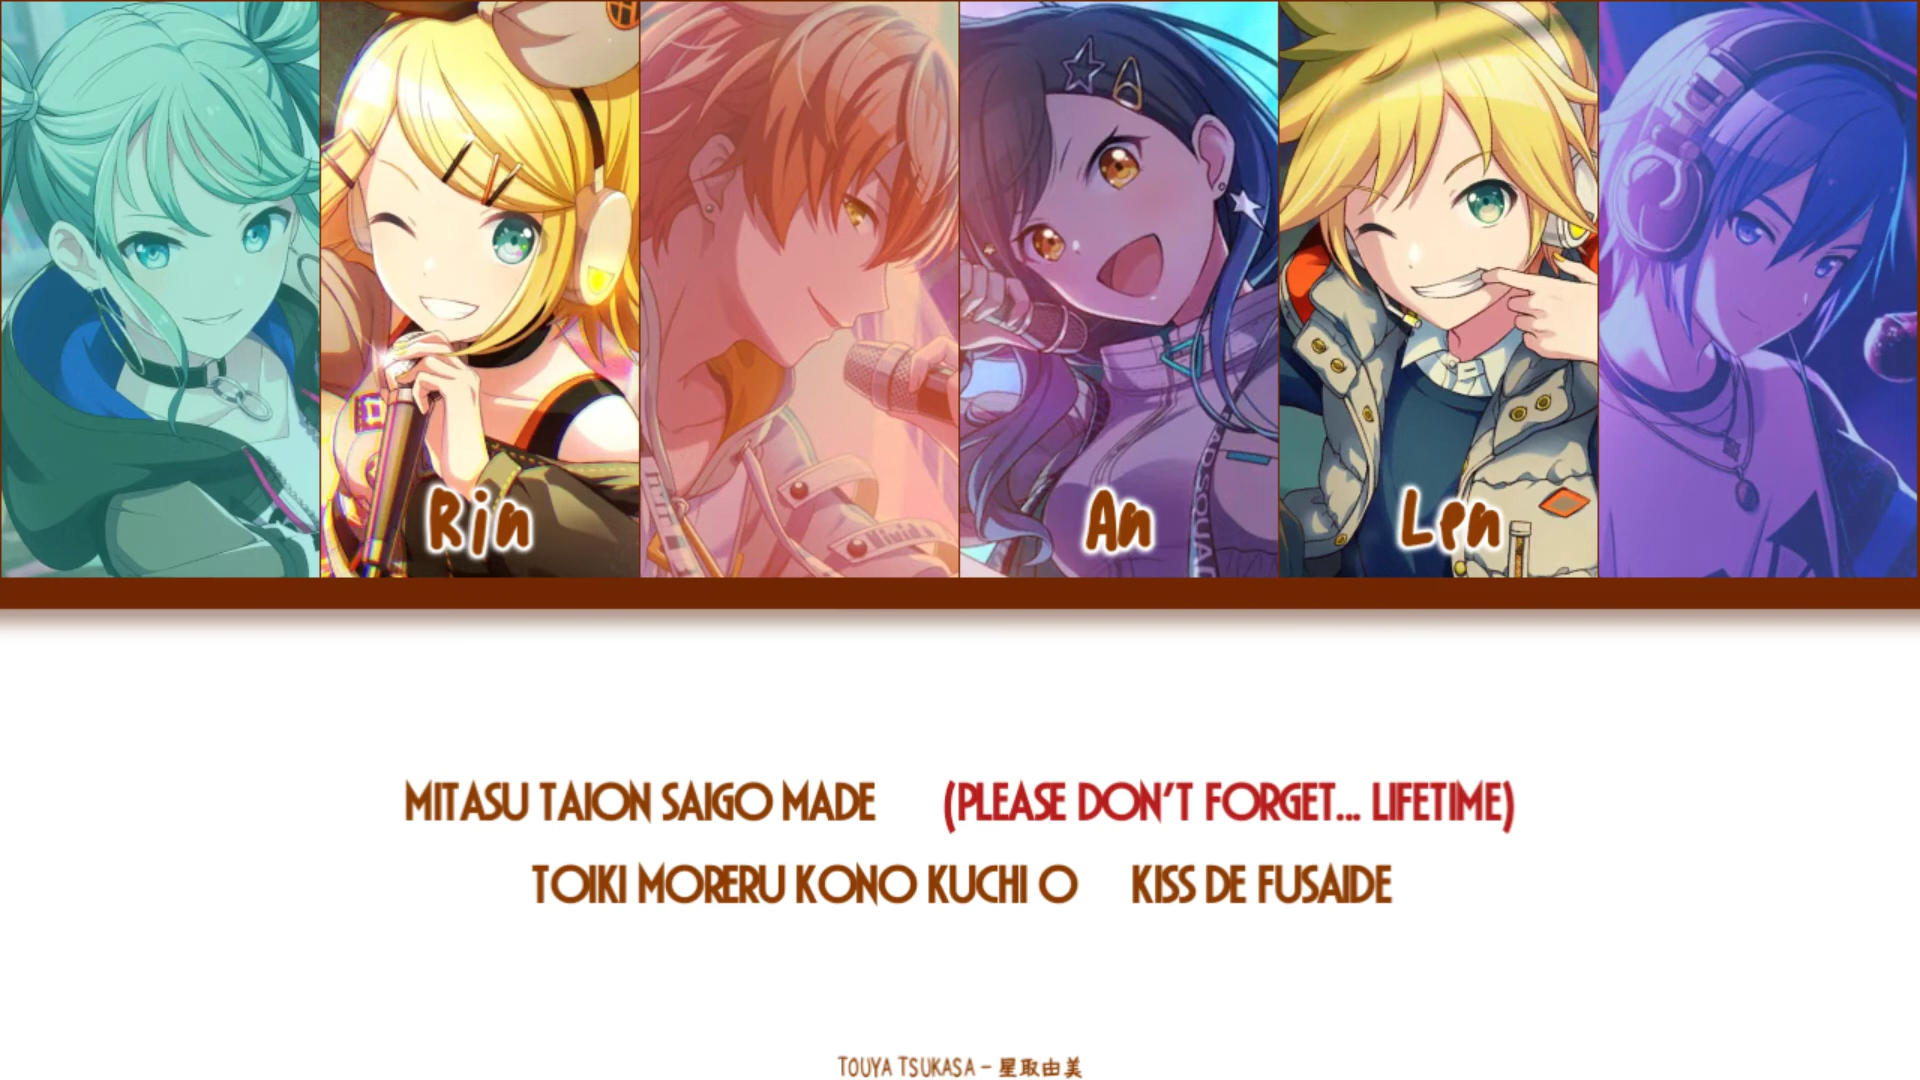 Rin An Len
MITASU TAION SAIGO MADE (PLEASE DON'T FORGET... LIFETIME)
TOIKI MORERU KONO KUCHI O KISS DE FUSAIDE
TOUYA TSUKASA - 星取由美